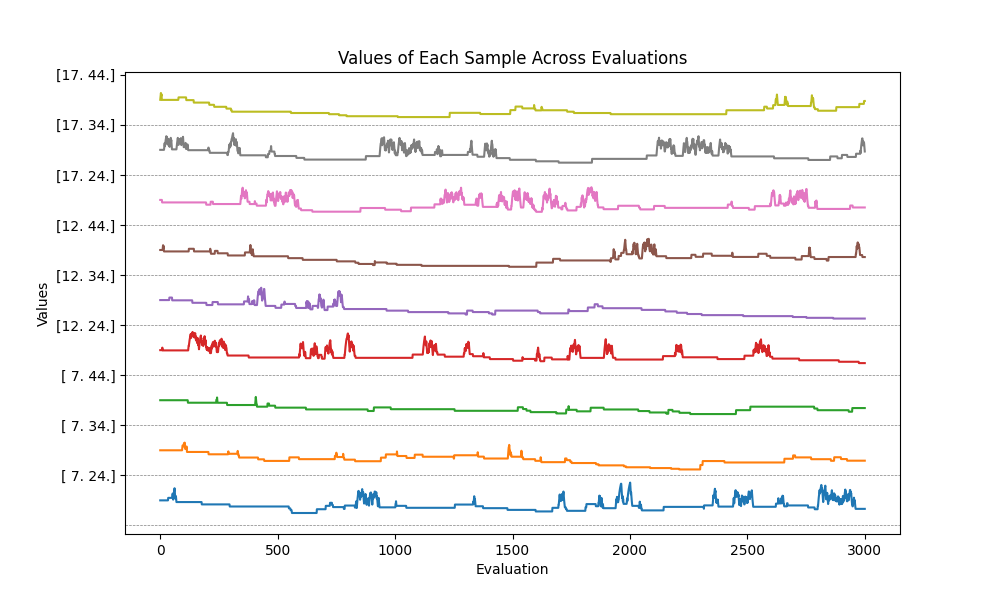 Values of Each Sample Across Evaluations
[17. 44.]
[17. 34.]
[17. 24.]
[12. 44.]
[12. 34.]
[12. 24.]
[ 7. 44.]
[ 7. 34.]
[ 7. 24.]
Values
0 500 1000 1500 2000 2500 3000
Evaluation